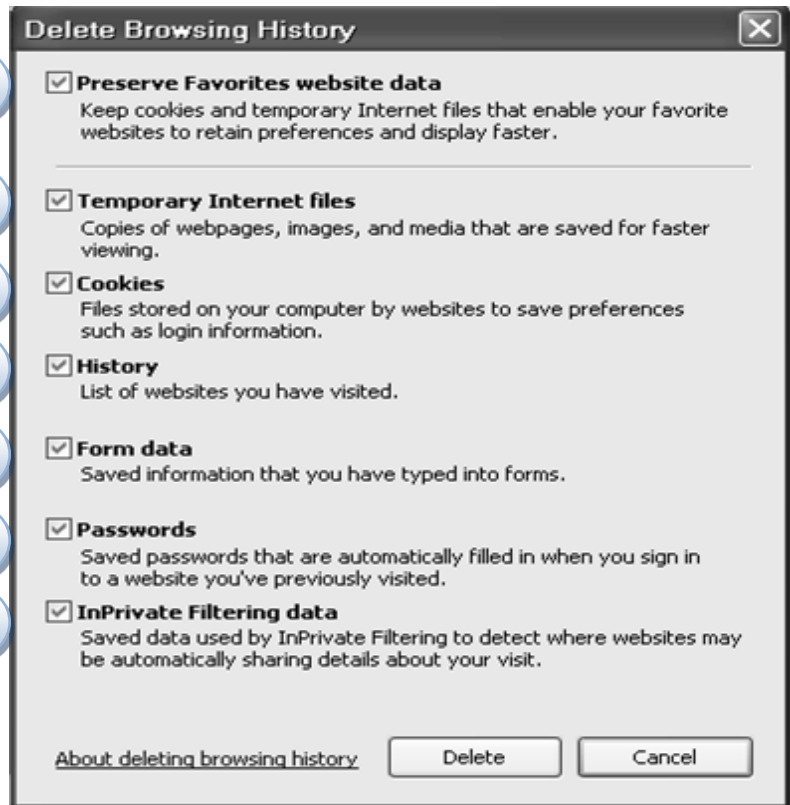 Delete Browsing History
Preserve Favorites website data
Keep cookies and temporary Internet files that enable your favorite
websites to retain preferences and display faster.
Temporary Internet files
Copies of webpages, images, and media that are saved for faster
viewing.
Cookies
Files stored on your computer by websites to save preferences
such as login information.
History
List of websites you have visited.
Form data
Saved information that you have typed into forms.
Passwords
Saved passwords that are automatically filled in when you sign in
to a website you've previously visited.
InPrivate Filtering data
Saved data used by InPrivate Filtering to detect where websites may
be automatically sharing details about your visit.
About deleting browsing history
Delete
Cancel